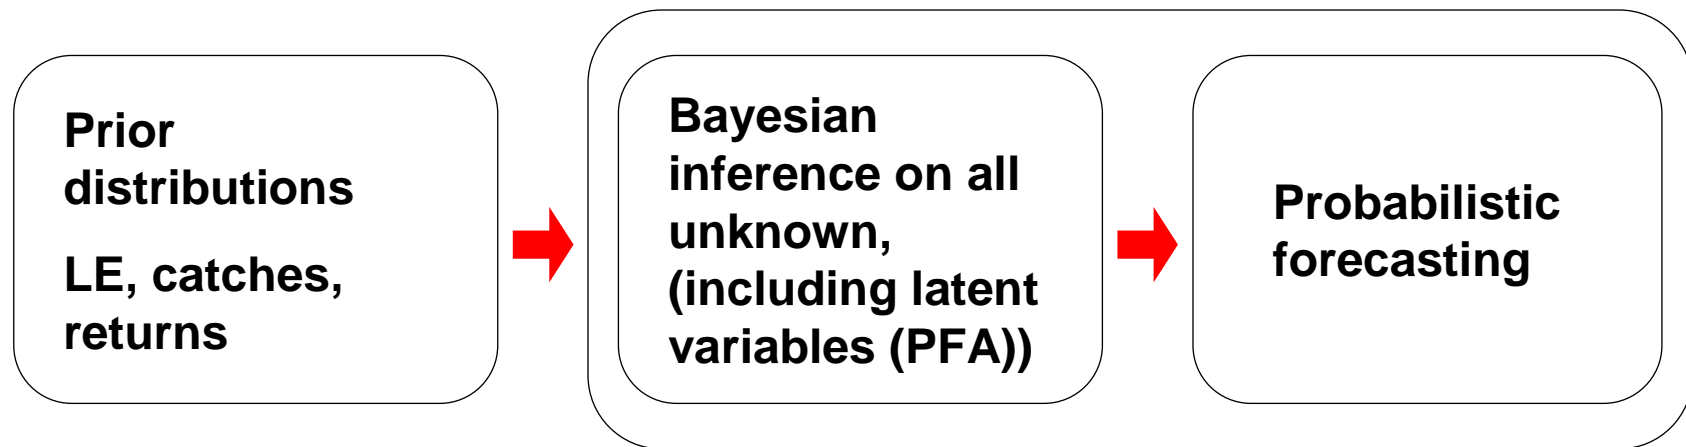 Prior
distributions
LE, catches,
returns
Bayesian
inference on all
unknown,
(including latent
variables (PFA))
Probabilistic
forecasting